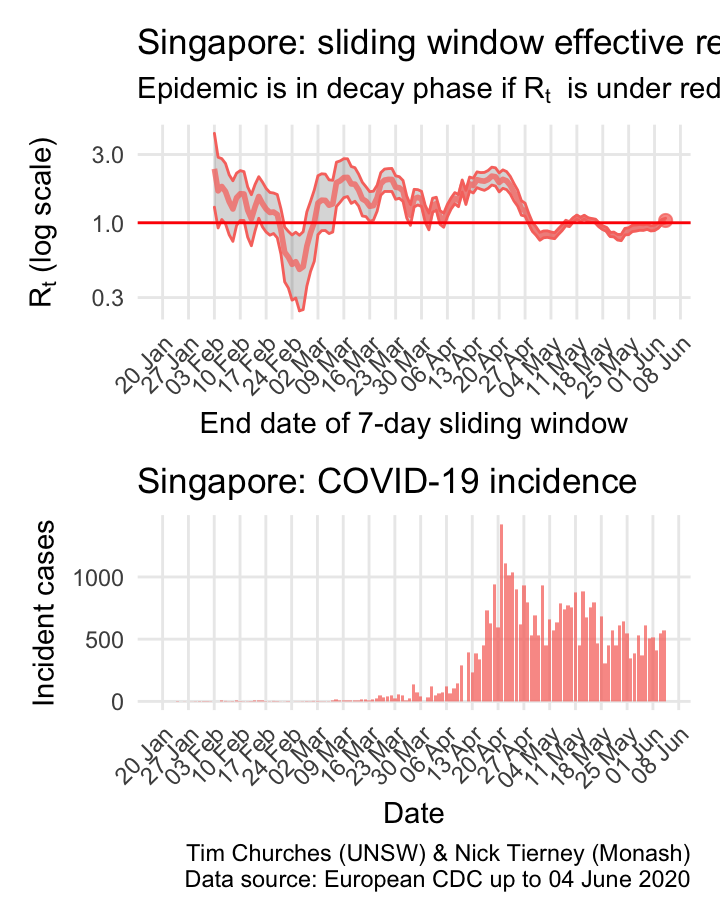 Singapore: sliding window effective re
Epidemic is in decay phase if Rt is under red
Rt (log scale)
3.0
1.0
0.3
20 Jan
27 Jan
03 Feb
10 Feb
17 Feb
24 Feb
02 Mar
09 Mar
16 Mar
23 Mar
30 Mar
06 Apr
13 Apr
20 Apr
27 Apr
04 May
11 May
18 May
25 May
01 Jun
08 Jun
End date of 7-day sliding window
Singapore: COVID-19 incidence
Incident cases
1000
500
0
20 Jan
27 Jan
03 Feb
10 Feb
17 Feb
24 Feb
02 Mar
09 Mar
16 Mar
23 Mar
30 Mar
06 Apr
13 Apr
20 Apr
27 Apr
04 May
11 May
18 May
25 May
01 Jun
08 Jun
Date
Tim Churches (UNSW) & Nick Tierney (Monash)
Data source: European CDC up to 04 June 2020